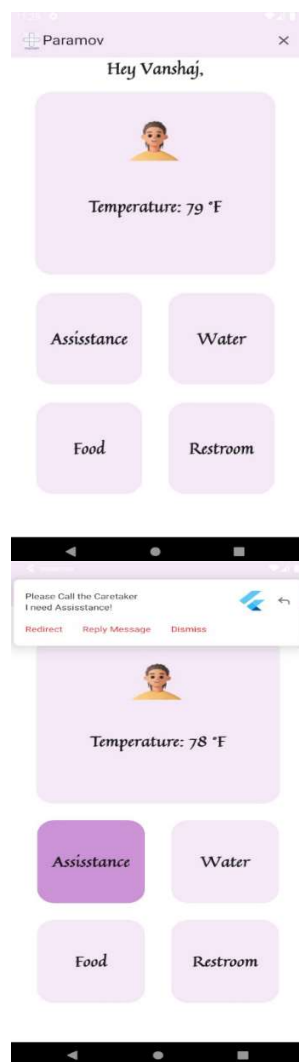 Paramov
Hey Vanshaj,
Temperature: 79 °F
Assisstance Water
Food Restroom
Please Call the Caretaker
I need Assisstance!
Redirect Reply Message Dismiss
Temperature: 78 °F
Assisstance Water
Food Restroom